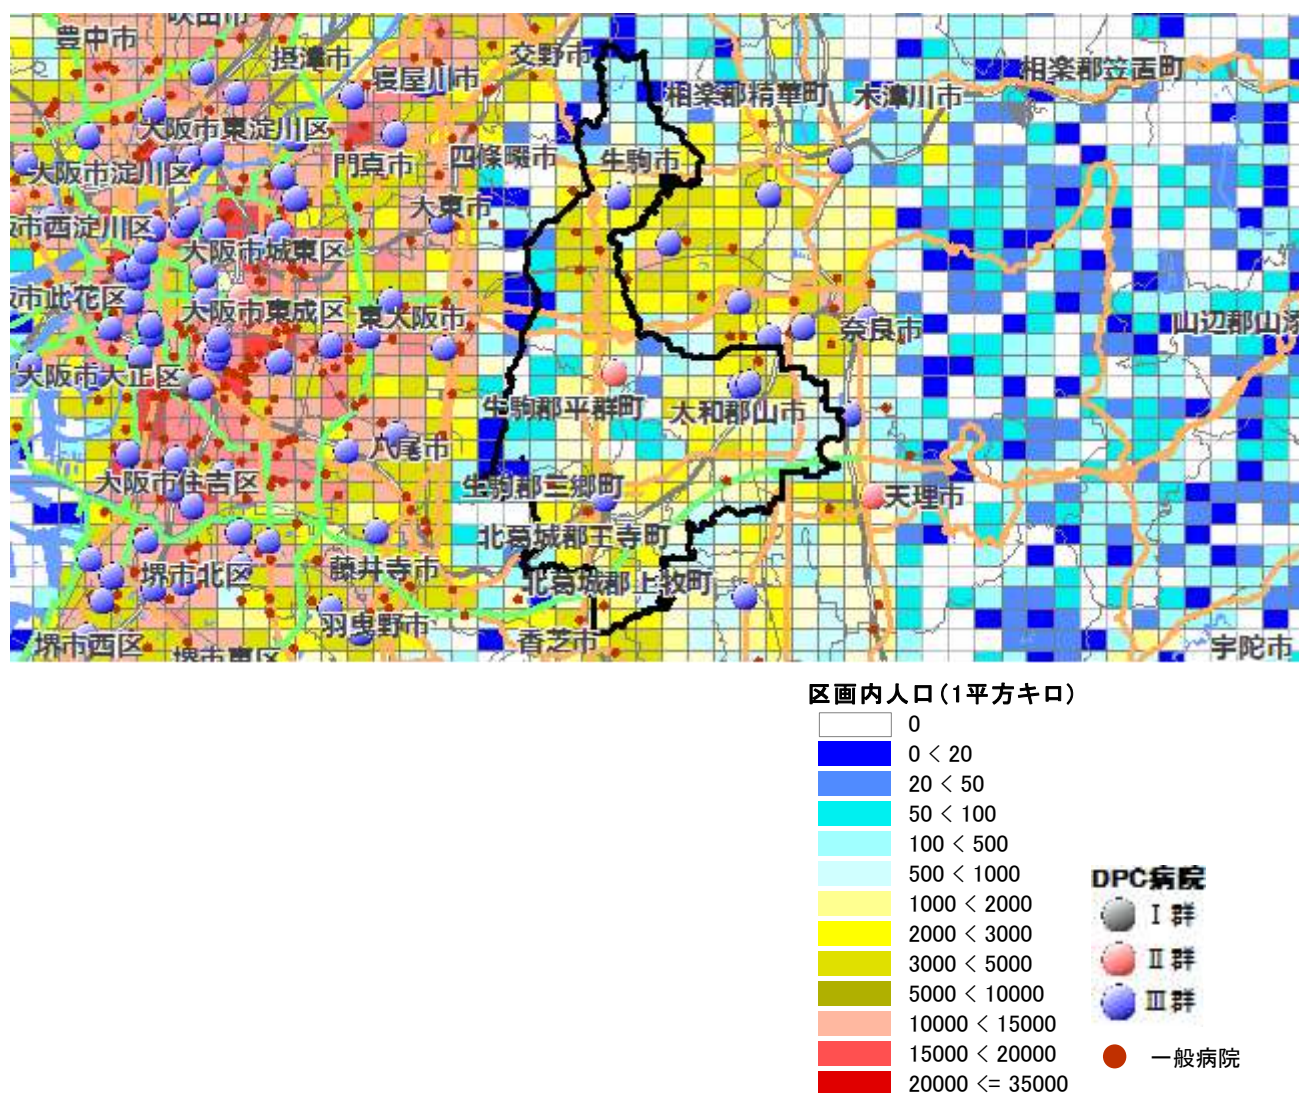 吹田市
豊中市
摂津市
交野市
寝屋川市
相楽郡笠置町
相楽郡精華町
木津川市
大阪市東淀川区
門真市
四條畷市
生駒市
大阪市淀川区
大東市
市西淀川区
大阪市城東区
市此花区
大阪市東成区
東大阪市
奈良市
山辺郡山添
大阪市大正区
生駒郡平群町
大和郡山市
八尾市
大阪市住吉区
生駒郡三郷町
天理市
北葛城郡王寺町
堺市北区
藤井寺市
北葛城郡上牧町
羽曳野市
堺市西区
堺市東区
香芝市
宇陀市
区画内人口(1平方キロ)
0
0 < 20
20 < 50
50 < 100
100 < 500
500 < 1000
1000 < 2000
2000 < 3000
3000 < 5000
5000 < 10000
10000 < 15000
15000 < 20000
20000 <= 35000
DPC病院
Ⅰ群
Ⅱ群
Ⅲ群
一般病院